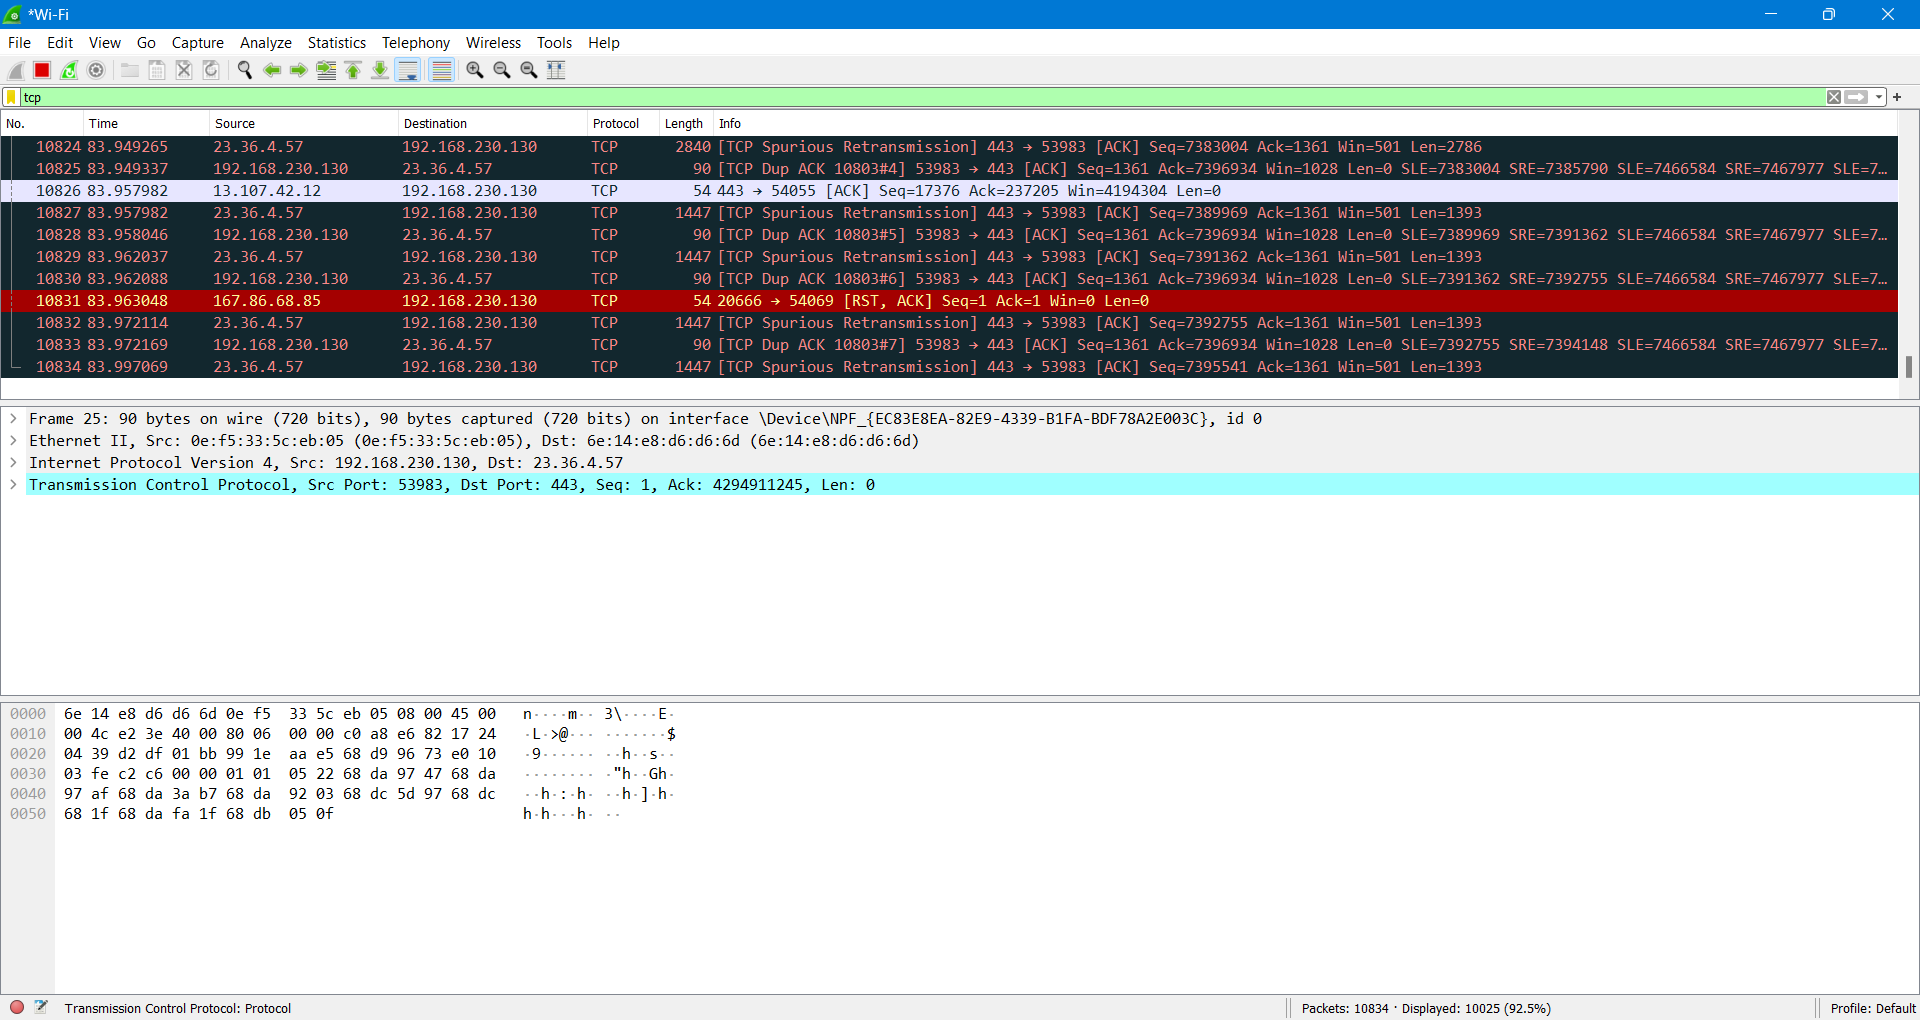 *Wi-Fi
File Edit View Go Capture Analyze Statistics Telephony Wireless Tools Help
tcp
No. Time Source Destination Protocol Length Info
10824 83.949265 23.36.4.57 192.168.230.130 TCP 2840 [TCP Spurious Retransmission] 443 → 53983 [ACK] Seq=7383004 Ack=1361 Win=501 Len=2786
10825 83.949337 192.168.230.130 23.36.4.57 TCP 90 [TCP Dup ACK 10803#4] 53983 → 443 [ACK] Seq=1361 Ack=7396934 Win=1028 Len=0 SLE=7383004 SRE=7385790 SLE=7466584 SRE=7467977 SLE=7…
10826 83.957982 13.107.42.12 192.168.230.130 TCP 54 443 → 54055 [ACK] Seq=17376 Ack=237205 Win=4194304 Len=0
10827 83.957982 23.36.4.57 192.168.230.130 TCP 1447 [TCP Spurious Retransmission] 443 → 53983 [ACK] Seq=7389969 Ack=1361 Win=501 Len=1393
10828 83.958046 192.168.230.130 23.36.4.57 TCP 90 [TCP Dup ACK 10803#5] 53983 → 443 [ACK] Seq=1361 Ack=7396934 Win=1028 Len=0 SLE=7389969 SRE=7391362 SLE=7466584 SRE=7467977 SLE=7…
10829 83.962037 23.36.4.57 192.168.230.130 TCP 1447 [TCP Spurious Retransmission] 443 → 53983 [ACK] Seq=7391362 Ack=1361 Win=501 Len=1393
10830 83.962088 192.168.230.130 23.36.4.57 TCP 90 [TCP Dup ACK 10803#6] 53983 → 443 [ACK] Seq=1361 Ack=7396934 Win=1028 Len=0 SLE=7391362 SRE=7392755 SLE=7466584 SRE=7467977 SLE=7…
10831 83.963048 167.86.68.85 192.168.230.130 TCP 54 20666 → 54069 [RST, ACK] Seq=1 Ack=1 Win=0 Len=0
10832 83.972114 23.36.4.57 192.168.230.130 TCP 1447 [TCP Spurious Retransmission] 443 → 53983 [ACK] Seq=7392755 Ack=1361 Win=501 Len=1393
10833 83.972169 192.168.230.130 23.36.4.57 TCP 90 [TCP Dup ACK 10803#7] 53983 → 443 [ACK] Seq=1361 Ack=7396934 Win=1028 Len=0 SLE=7392755 SRE=7394148 SLE=7466584 SRE=7467977 SLE=7…
10834 83.997069 23.36.4.57 192.168.230.130 TCP 1447 [TCP Spurious Retransmission] 443 → 53983 [ACK] Seq=7395541 Ack=1361 Win=501 Len=1393
Frame 25: 90 bytes on wire (720 bits), 90 bytes captured (720 bits) on interface \Device\NPF_{EC83E8EA-82E9-4339-B1FA-BDF78A2E003C}, id 0
Ethernet II, Src: 0e:f5:33:5c:eb:05 (0e:f5:33:5c:eb:05), Dst: 6e:14:e8:d6:d6:6d (6e:14:e8:d6:d6:6d)
Internet Protocol Version 4, Src: 192.168.230.130, Dst: 23.36.4.57
Transmission Control Protocol, Src Port: 53983, Dst Port: 443, Seq: 1, Ack: 4294911245, Len: 0
0000 6e 14 e8 d6 d6 6d 0e f5 33 5c eb 05 08 00 45 00 n····m·· 3\····E·
0010 00 4c e2 3e 40 00 80 06 00 00 c0 a8 e6 82 17 24 ·L·>@··· ·······$
0020 04 39 d2 df 01 bb 99 1e aa e5 68 d9 96 73 e0 10 ·9······ ··h··s··
0030 03 fe c2 c6 00 00 01 01 05 22 68 da 97 47 68 da ········ ·"h··Gh·
0040 97 af 68 da 3a b7 68 da 92 03 68 dc 5d 97 68 dc ··h·:·h· ··h·]·h·
0050 68 1f 68 da fa 1f 68 db 05 0f h·h···h· ··
Transmission Control Protocol: Protocol
Packets: 10834 · Displayed: 10025 (92.5%)
Profile: Default